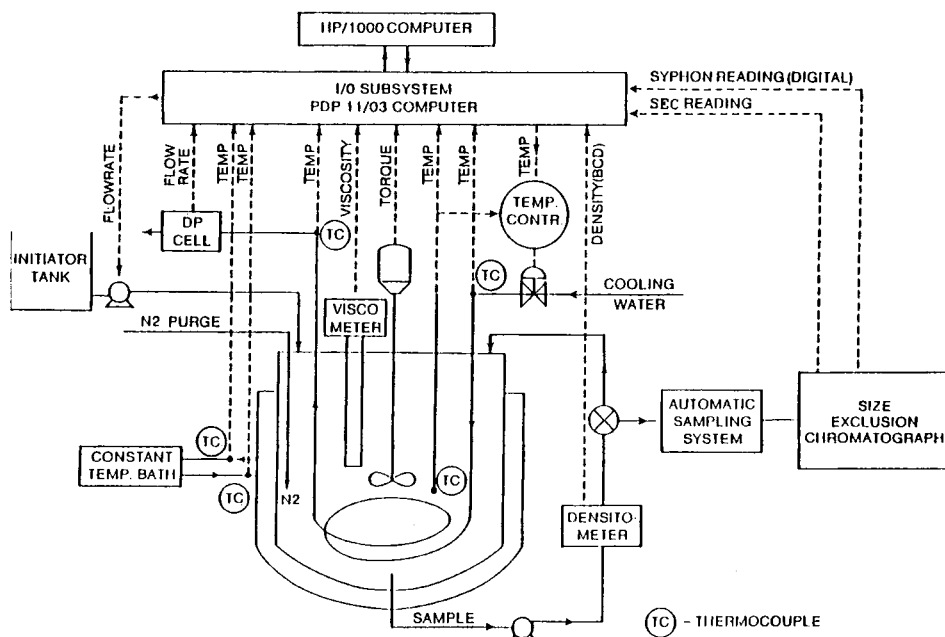 HP/1000 COMPUTER
I/0 SUBSYSTEM
PDP 11/03 COMPUTER
SYPHON READING (DIGITAL)
SEC READING
FLOWRATE
FLOW
RATE
TEMP
TEMP
TEMP
VISCOSITY
TORQUE
TEMP
TEMP
TEMP
DENSITY(BCD)
TEMP.
CONTR.
DP
CELL
TC
INITIATOR
TANK
TC
COOLING
WATER
N2 PURGE
VISCO
METER
AUTOMATIC
SAMPLING
SYSTEM
SIZE
EXCLUSION
CHROMATOGRAPH
TC
CONSTANT
TEMP. BATH
TC
N2
TC
DENSITO-
METER
SAMPLE
TC - THERMOCOUPLE